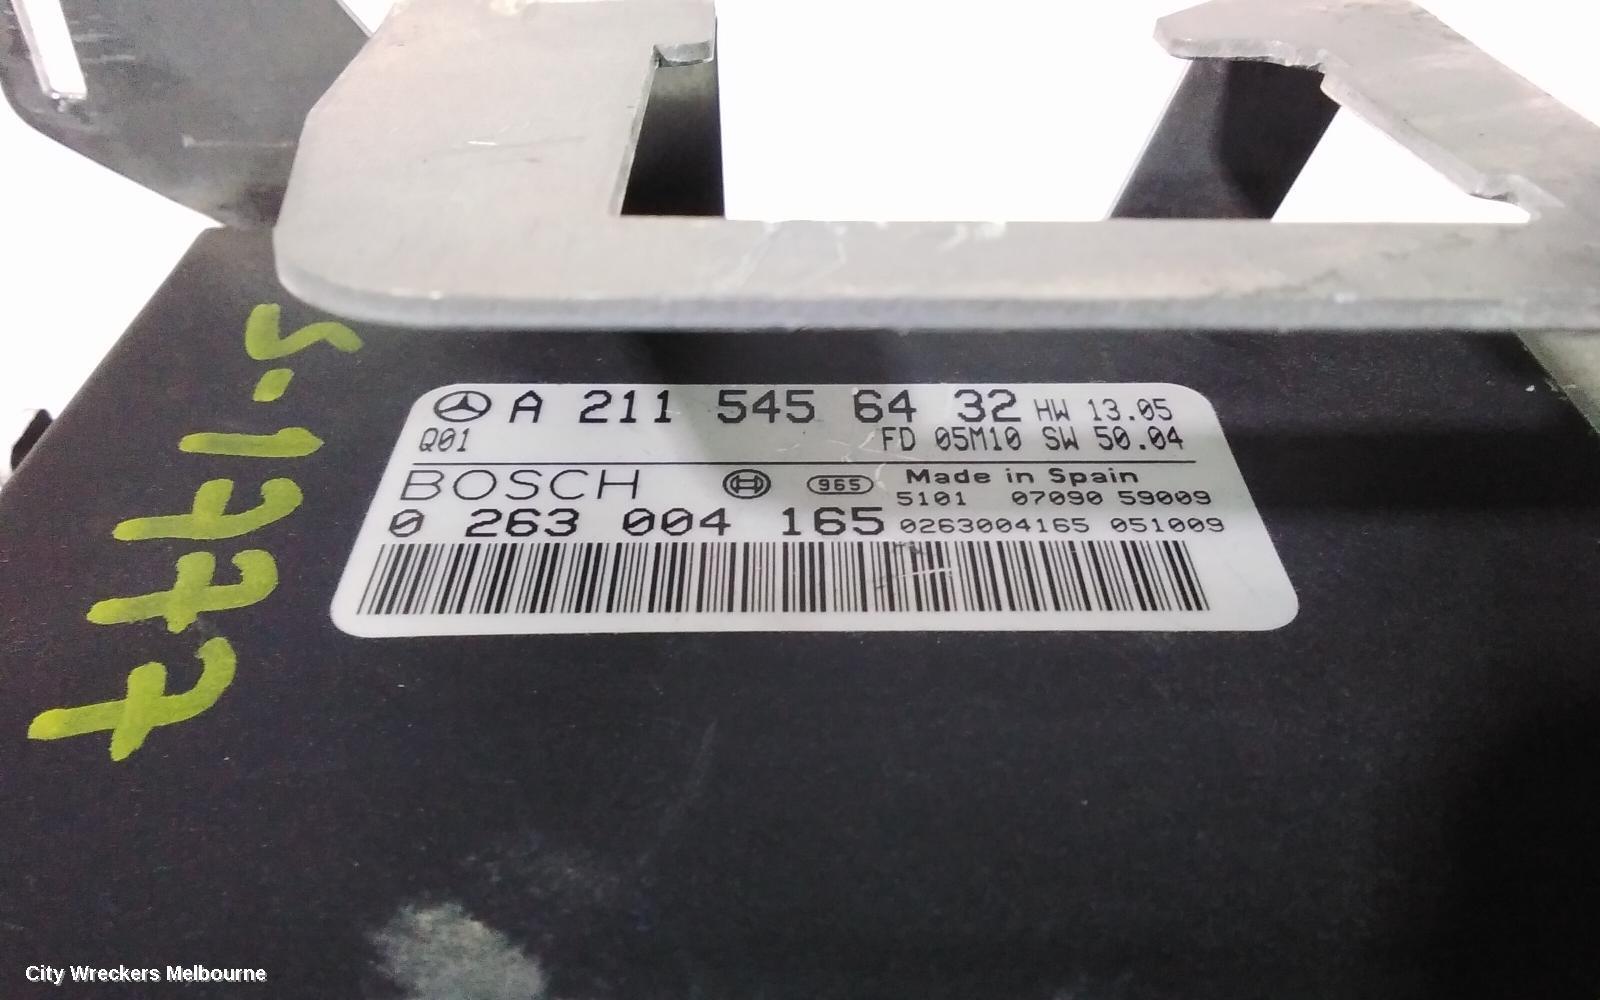 A 211 545 64 32 HW 13.05
Q01 FD 05M10 SW 50.04
BOSCH 965 Made in Spain
5101 07090 59009
0 263 004 165 0263004165 051009
City Wreckers Melbourne